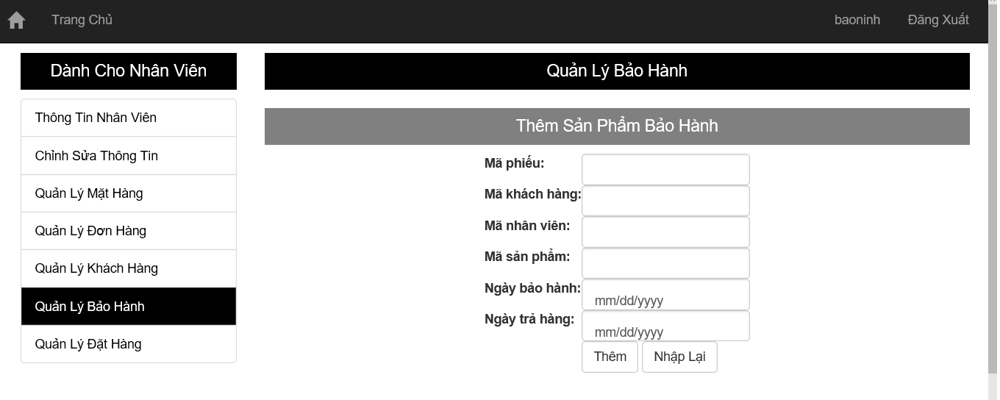 Trang Chủ
baoninh
Đăng Xuất
Dành Cho Nhân Viên
Thông Tin Nhân Viên
Chỉnh Sửa Thông Tin
Quản Lý Mặt Hàng
Quản Lý Đơn Hàng
Quản Lý Khách Hàng
Quản Lý Bảo Hành
Quản Lý Đặt Hàng
Quản Lý Bảo Hành
Thêm Sản Phẩm Bảo Hành
Mã phiếu:
Mã khách hàng:
Mã nhân viên:
Mã sản phẩm:
Ngày bảo hành: mm/dd/yyyy
Ngày trả hàng: mm/dd/yyyy
Thêm Nhập Lại